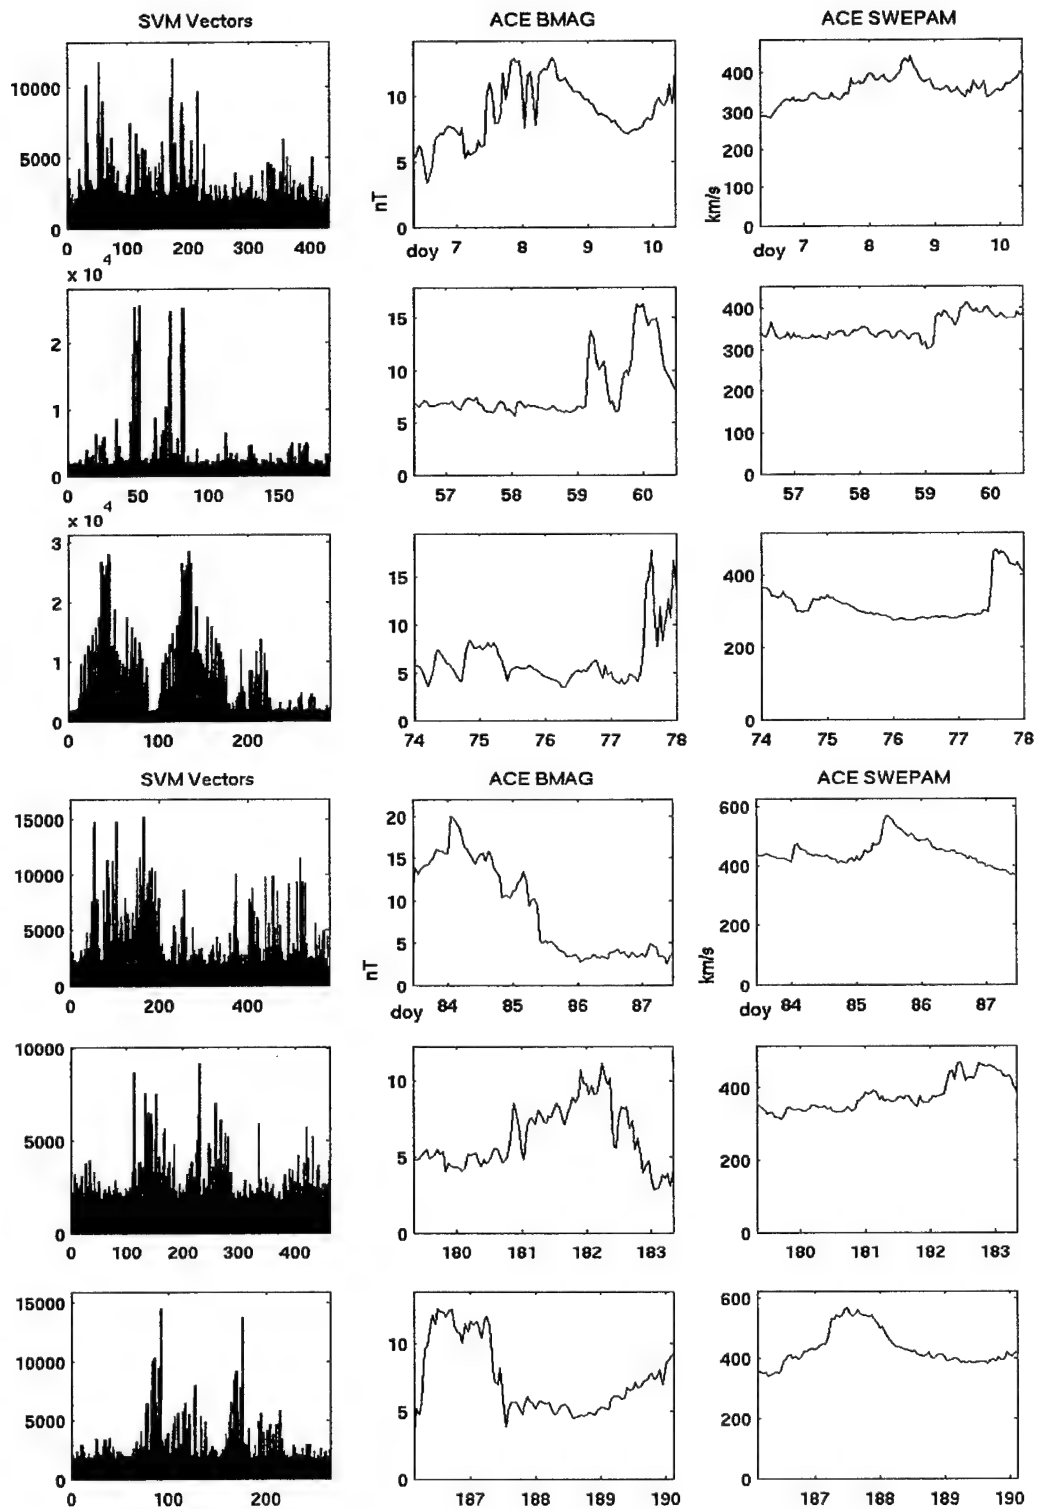 SVM Vectors ACE BMAG ACE SWEPAM
10000 5000 0
0 100 200 300 400
10 5 0
nT
doy 7 8 9 10
400 300 200 100 0
km/s
doy 7 8 9 10
x 10^4
2 1 0
0 50 100 150
15 10 5 0
57 58 59 60
400 300 200 100 0
57 58 59 60
x 10^4
3 2 1 0
0 100 200
15 10 5 0
74 75 76 77 78
400 200 0
74 75 76 77 78
SVM Vectors ACE BMAG ACE SWEPAM
15000 10000 5000 0
0 200 400
20 15 10 5 0
nT
doy 84 85 86 87
600 400 200 0
km/s
doy 84 85 86 87
10000 5000 0
0 100 200 300 400
10 5 0
180 181 182 183
400 200 0
180 181 182 183
15000 10000 5000 0
0 100 200
10 5 0
187 188 189 190
600 400 200 0
187 188 189 190